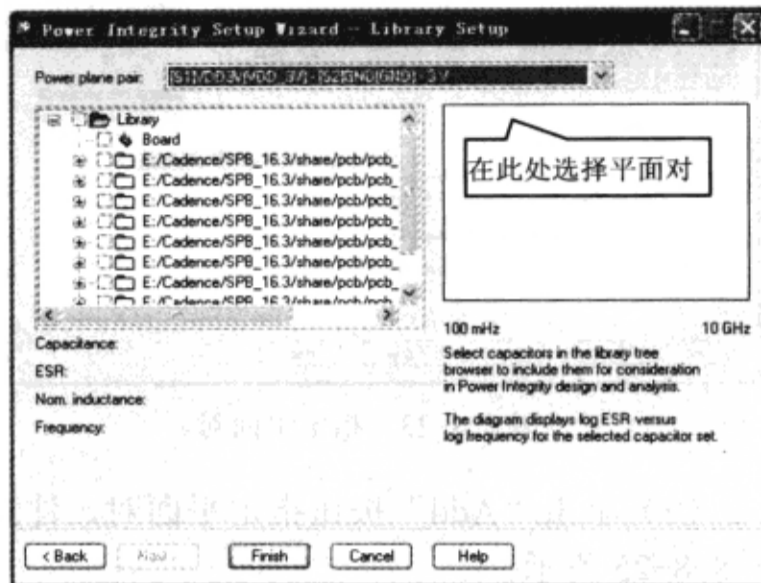 Power Integrity Setup Wizard - Library Setup
Power plane pair:
Library
Board
E:/Cadence/SPB_16.3/share/pcb/pcb_
E:/Cadence/SPB_16.3/share/pcb/pcb_
E:/Cadence/SPB_16.3/share/pcb/pcb_
E:/Cadence/SPB_16.3/share/pcb/pcb_
E:/Cadence/SPB_16.3/share/pcb/pcb_
E:/Cadence/SPB_16.3/share/pcb/pcb_
E:/Cadence/SPB_16.3/share/pcb/pcb_
在此处选择平面对
100 mHz 10 GHz
Select capacitors in the library tree
browser to include them for consideration
in Power Integrity design and analysis.
The diagram displays log ESR versus
log frequency for the selected capacitor set.
Capacitance:
ESR:
Nom. inductance:
Frequency:
< Back Finish Cancel Help